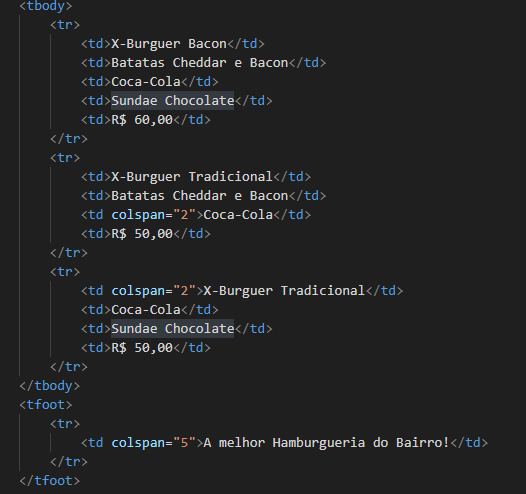 <tbody>
<tr>
<td>X-Burguer Bacon</td>
<td>Batatas Cheddar e Bacon</td>
<td>Coca-Cola</td>
<td>Sundae Chocolate</td>
<td>R$ 60,00</td>
</tr>
<tr>
<td>X-Burguer Tradicional</td>
<td>Batatas Cheddar e Bacon</td>
<td colspan="2">Coca-Cola</td>
<td>R$ 50,00</td>
</tr>
<tr>
<td colspan="2">X-Burguer Tradicional</td>
<td>Coca-Cola</td>
<td>Sundae Chocolate</td>
<td>R$ 50,00</td>
</tr>
</tbody>
<tfoot>
<tr>
<td colspan="5">A melhor Hamburgueria do Bairro!</td>
</tr>
</tfoot>